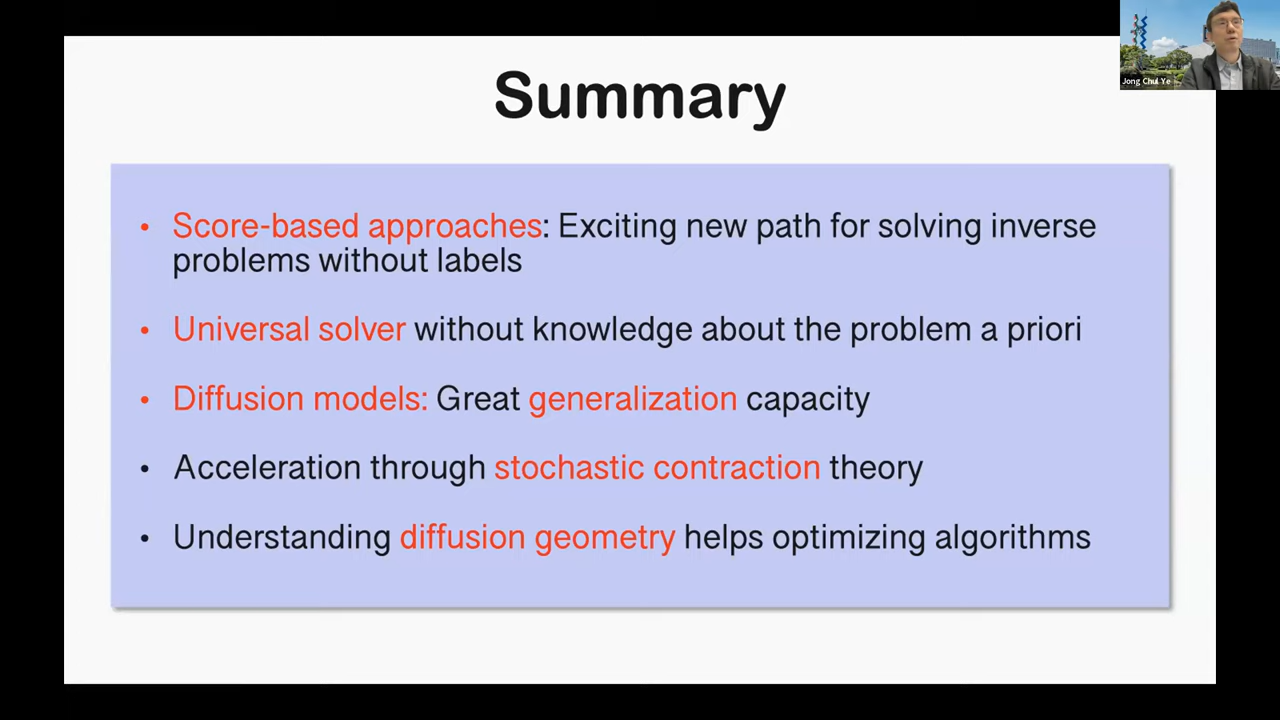 Jong Chul Ye
Summary
• Score-based approaches: Exciting new path for solving inverse
problems without labels
• Universal solver without knowledge about the problem a priori
• Diffusion models: Great generalization capacity
• Acceleration through stochastic contraction theory
• Understanding diffusion geometry helps optimizing algorithms